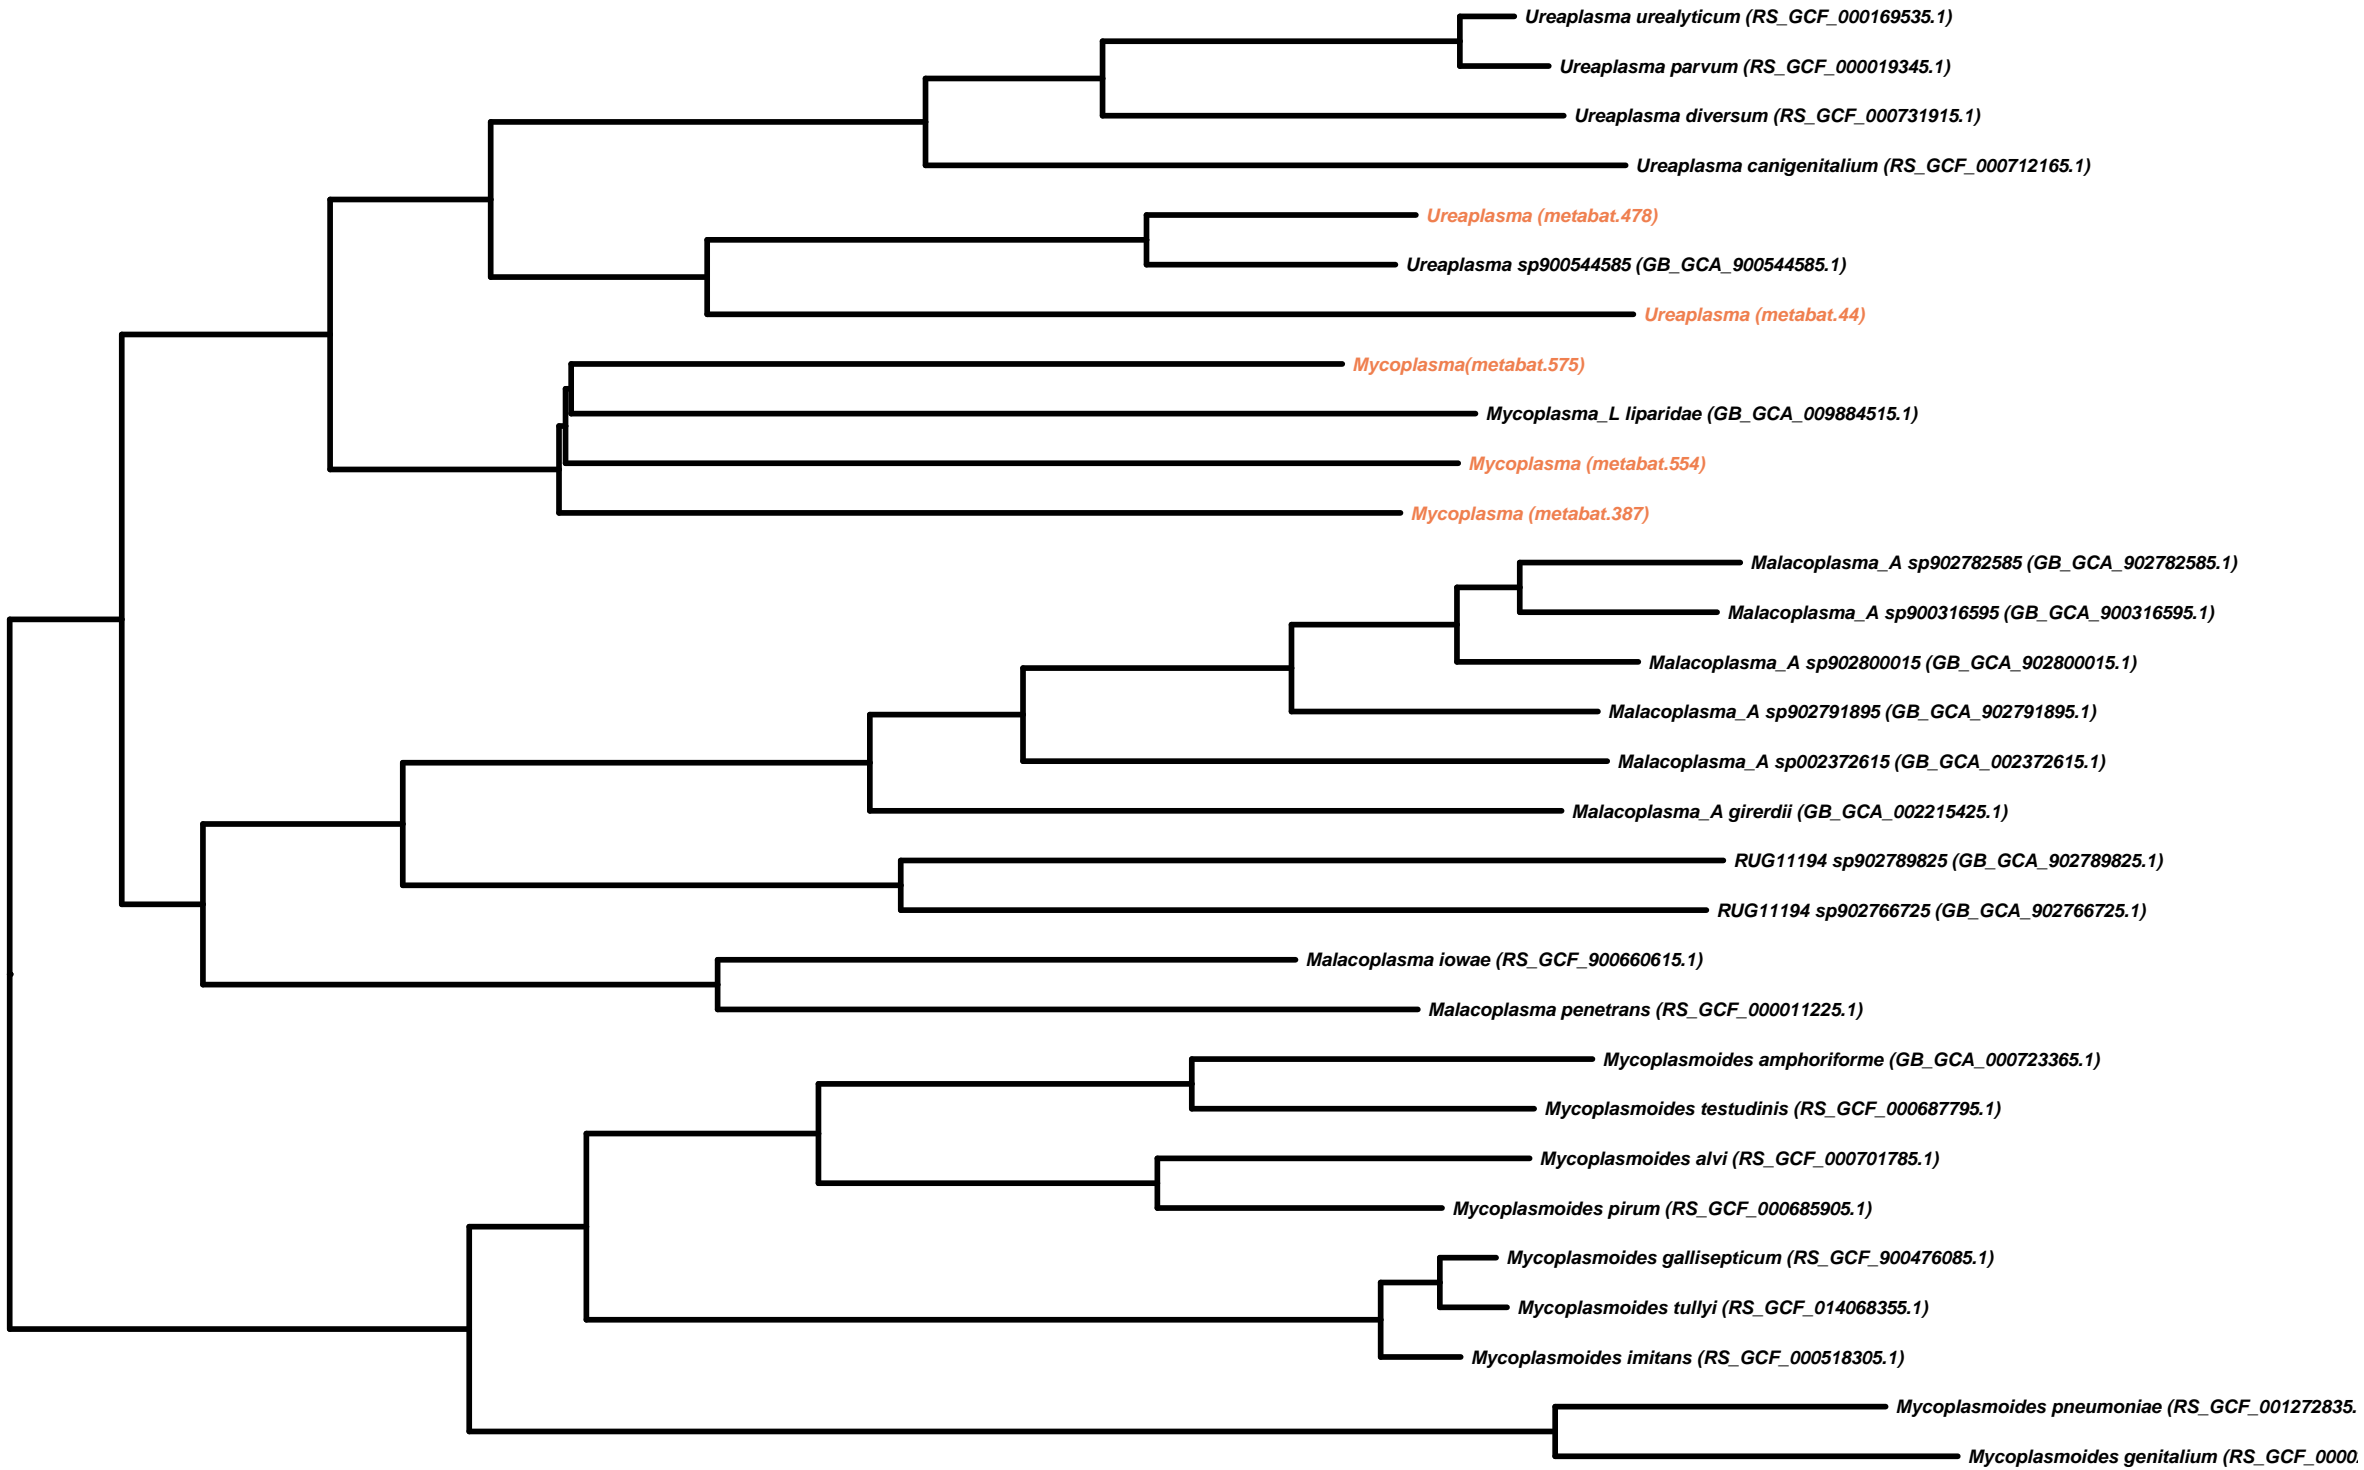 Ureaplasma urealyticum (RS_GCF_000169535.1)
Ureaplasma parvum (RS_GCF_000019345.1)
Ureaplasma diversum (RS_GCF_000731915.1)
Ureaplasma canigenitalium (RS_GCF_000712165.1)
Ureaplasma (metabat.478)
Ureaplasma sp900544585 (GB_GCA_900544585.1)
Ureaplasma (metabat.44)
Mycoplasma(metabat.575)
Mycoplasma_L liparidae (GB_GCA_009884515.1)
Mycoplasma (metabat.554)
Mycoplasma (metabat.387)
Malacoplasma_A sp902782585 (GB_GCA_902782585.1)
Malacoplasma_A sp900316595 (GB_GCA_900316595.1)
Malacoplasma_A sp902800015 (GB_GCA_902800015.1)
Malacoplasma_A sp902791895 (GB_GCA_902791895.1)
Malacoplasma_A sp002372615 (GB_GCA_002372615.1)
Malacoplasma_A girerdii (GB_GCA_002215425.1)
RUG11194 sp902789825 (GB_GCA_902789825.1)
RUG11194 sp902766725 (GB_GCA_902766725.1)
Malacoplasma iowae (RS_GCF_900660615.1)
Malacoplasma penetrans (RS_GCF_000011225.1)
Mycoplasmoides amphoriforme (GB_GCA_000723365.1)
Mycoplasmoides testudinis (RS_GCF_000687795.1)
Mycoplasmoides alvi (RS_GCF_000701785.1)
Mycoplasmoides pirum (RS_GCF_000685905.1)
Mycoplasmoides gallisepticum (RS_GCF_900476085.1)
Mycoplasmoides tullyi (RS_GCF_014068355.1)
Mycoplasmoides imitans (RS_GCF_000518305.1)
Mycoplasmoides pneumoniae (RS_GCF_001272835.
Mycoplasmoides genitalium (RS_GCF_0000